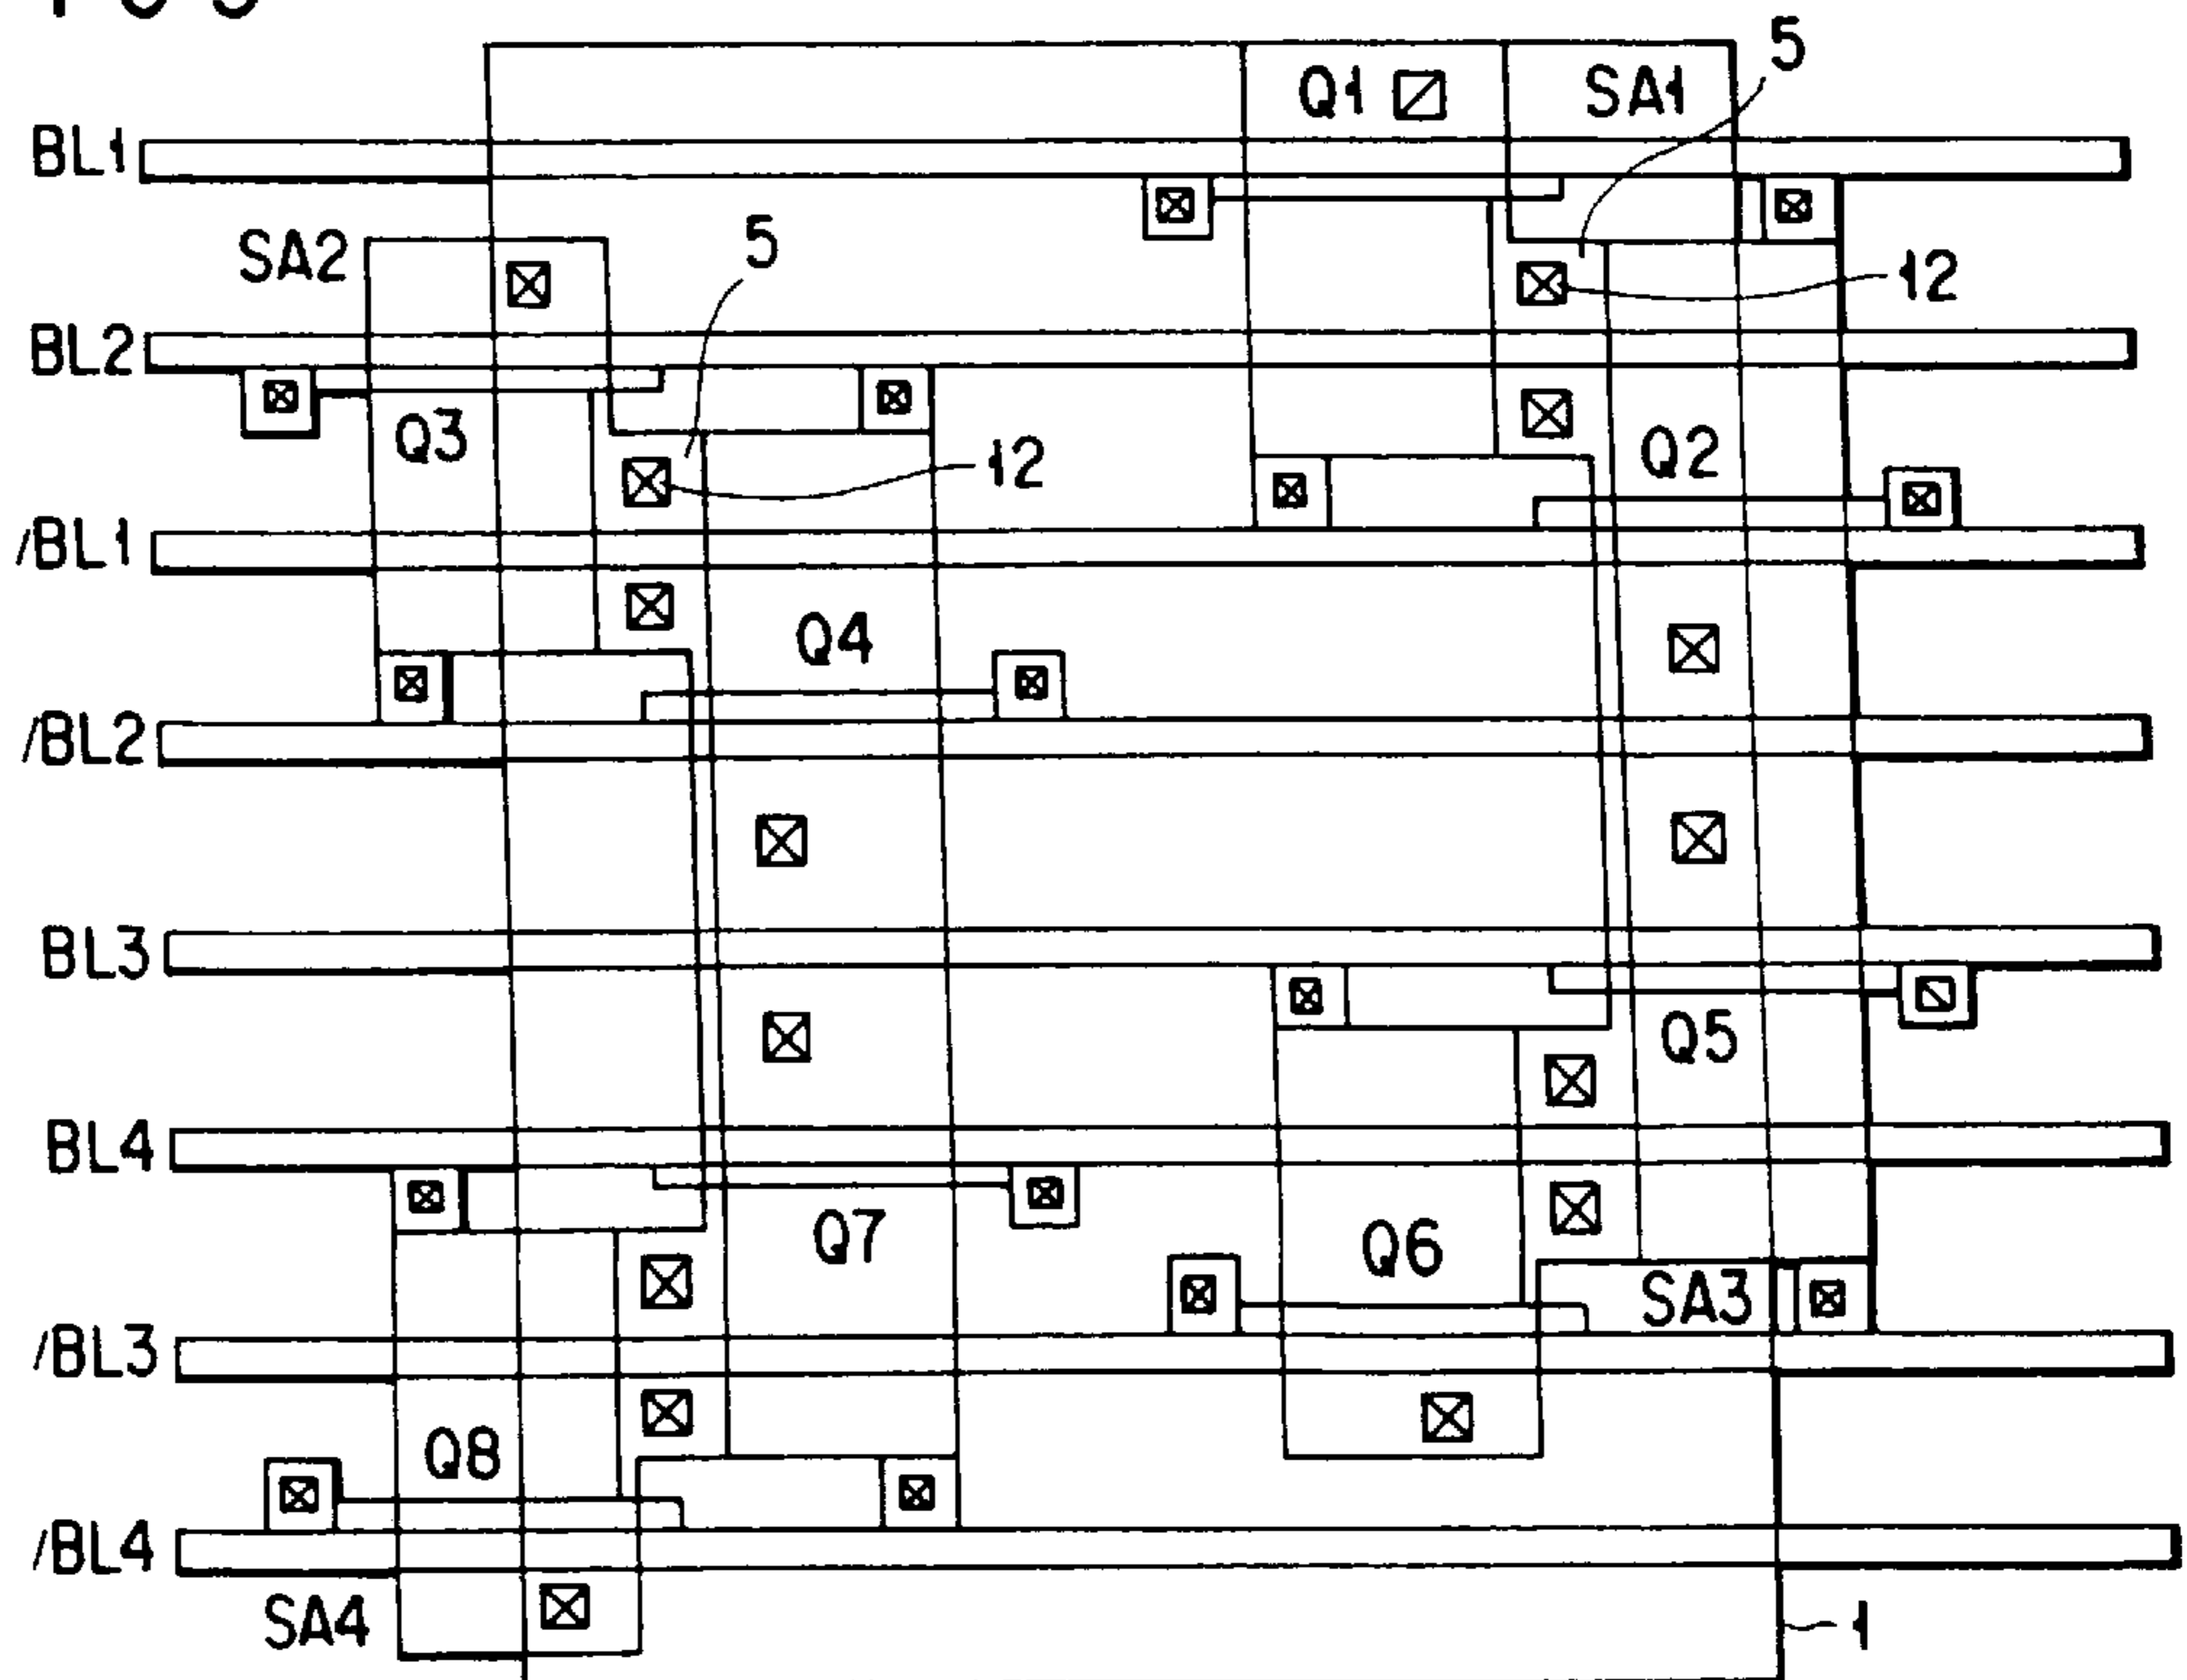 Q1 SA1 5
BL1
SA2 5
12
BL2
Q3 Q2
12
/BL1
Q4
/BL2
BL3
Q5
BL4
Q7 Q6
SA3
/BL3
Q8
/BL4
SA4 1